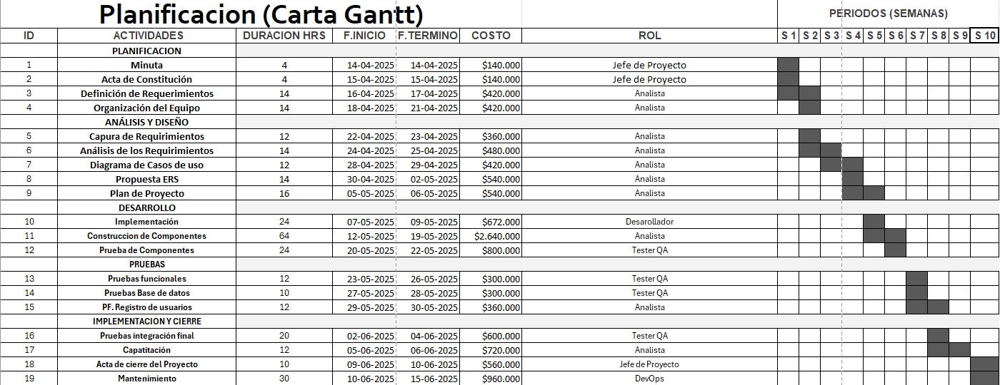 Planificacion (Carta Gantt) PERIODOS (SEMANAS)
ID ACTIVIDADES DURACION HRS F.INICIO F.TERMINO COSTO ROL S 1 S 2 S 3 S 4 S 5 S 6 S 7 S 8 S 9 S 10
PLANIFICACION
1 Minuta 4 14-04-2025 14-04-2025 $140.000 Jefe de Proyecto
2 Acta de Constitución 4 15-04-2025 15-04-2025 $140.000 Jefe de Proyecto
3 Definición de Requerimientos 14 16-04-2025 17-04-2025 $420.000 Analista
4 Organización del Equipo 14 18-04-2025 21-04-2025 $420.000 Analista
ANÁLISIS Y DISEÑO
5 Capura de Requirimientos 12 22-04-2025 23-04-2025 $360.000 Analista
6 Análisis de los Requirimientos 14 24-04-2025 25-04-2025 $480.000 Analista
7 Diagrama de Casos de uso 12 28-04-2025 29-04-2025 $420.000 Analista
8 Propuesta ERS 14 30-04-2025 02-05-2025 $540.000 Analista
9 Plan de Proyecto 16 05-05-2025 06-05-2025 $540.000 Analista
DESARROLLO
10 Implementación 24 07-05-2025 09-05-2025 $672.000 Desarollador
11 Construccion de Componentes 64 12-05-2025 19-05-2025 $2.640.000 Analista
12 Prueba de Componentes 24 20-05-2025 22-05-2025 $800.000 Tester QA
PRUEBAS
13 Pruebas funcionales 12 23-05-2025 26-05-2025 $300.000 Tester QA
14 Pruebas Base de datos 10 27-05-2025 28-05-2025 $300.000 Tester QA
15 PF. Registro de usuarios 12 29-05-2025 30-05-2025 $360.000 Analista
IMPLEMENTACION Y CIERRE
16 Pruebas integración final 20 02-06-2025 04-06-2025 $600.000 Tester QA
17 Capatitación 12 05-06-2025 06-06-2025 $720.000 Analista
18 Acta de cierre del Proyecto 10 09-06-2025 10-06-2025 $560.000 Jefe de Proyecto
19 Mantenimiento 30 10-06-2025 15-06-2025 $960.000 DevOps